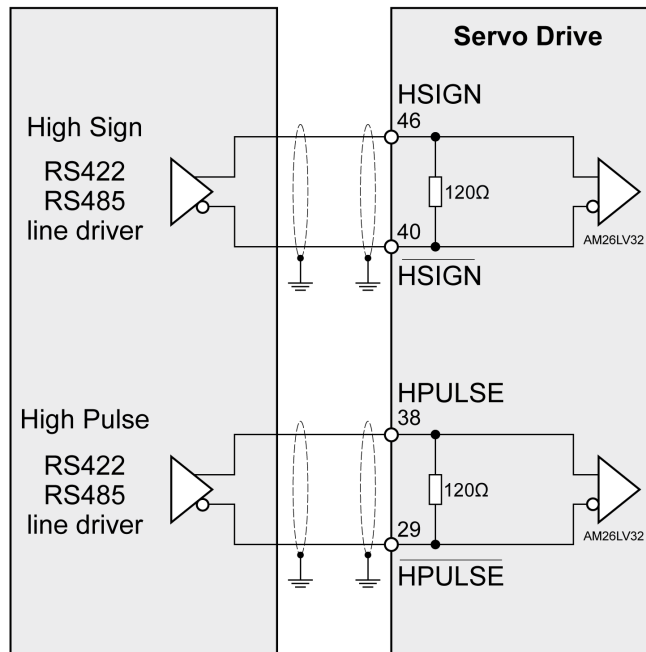 Servo Drive
HSIGN
46
High Sign
RS422
RS485
line driver
120Ω
40
AM26LV32
HSIGN
HPULSE
38
High Pulse
RS422
RS485
line driver
120Ω
29
AM26LV32
HPULSE